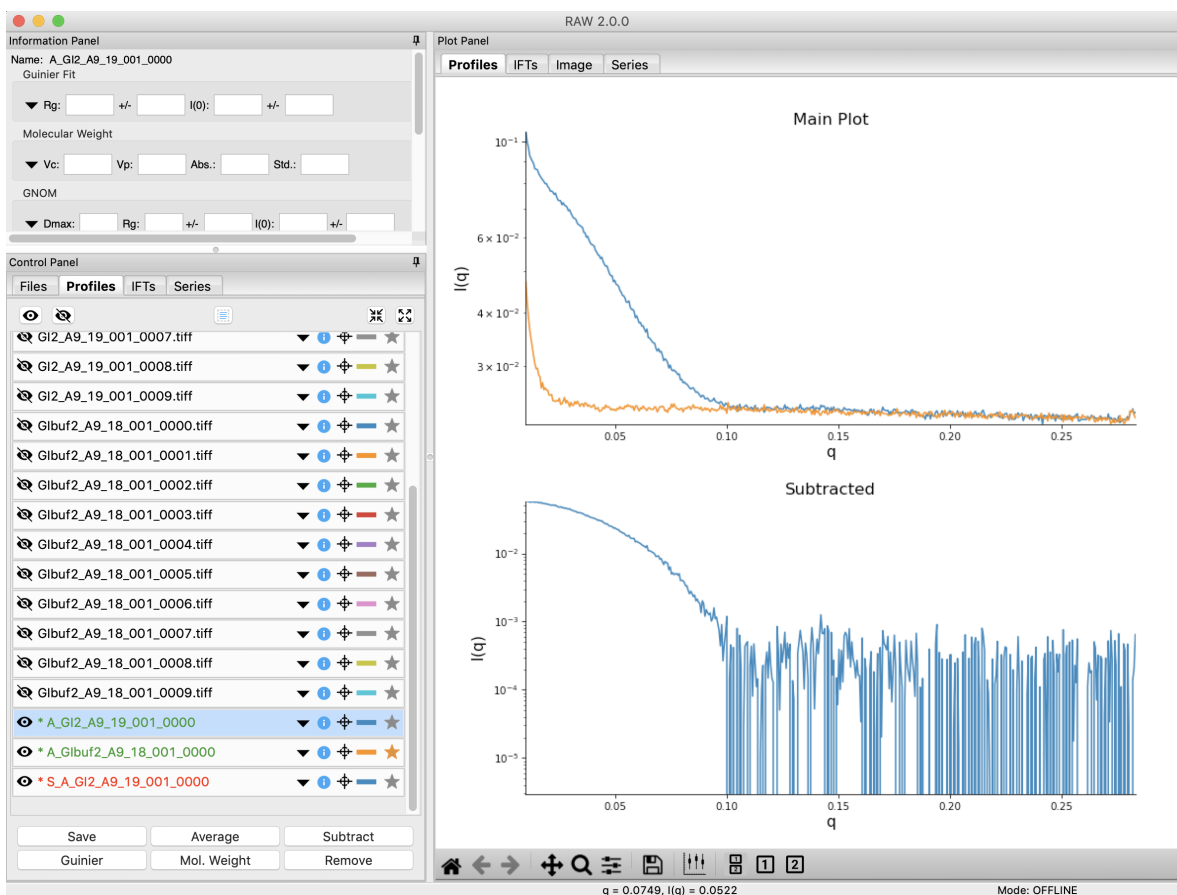 RAW 2.0.0
Information Panel
Name: A_GI2_A9_19_001_0000
Guinier Fit
Rg: +/- I(0): +/-
Molecular Weight
Vc: Vp: Abs.: Std.:
GNOM
Dmax: Rg: +/- I(0): +/-
Control Panel
Files Profiles IFTs Series
GI2_A9_19_001_0007.tiff
GI2_A9_19_001_0008.tiff
GI2_A9_19_001_0009.tiff
GIbuf2_A9_18_001_0000.tiff
GIbuf2_A9_18_001_0001.tiff
GIbuf2_A9_18_001_0002.tiff
GIbuf2_A9_18_001_0003.tiff
GIbuf2_A9_18_001_0004.tiff
GIbuf2_A9_18_001_0005.tiff
GIbuf2_A9_18_001_0006.tiff
GIbuf2_A9_18_001_0007.tiff
GIbuf2_A9_18_001_0008.tiff
GIbuf2_A9_18_001_0009.tiff
* A_GI2_A9_19_001_0000
* A_GIbuf2_A9_18_001_0000
* S_A_GI2_A9_19_001_0000
Save Average Subtract
Guinier Mol. Weight Remove
Plot Panel
Profiles IFTs Image Series
Main Plot
10⁻¹
6 × 10⁻²
4 × 10⁻²
3 × 10⁻²
I(q)
0.05 0.10 0.15 0.20 0.25
q
Subtracted
10⁻²
10⁻³
10⁻⁴
10⁻⁵
I(q)
0.05 0.10 0.15 0.20 0.25
q
1
2
1
2
q = 0.0749, I(q) = 0.0522
Mode: OFFLINE